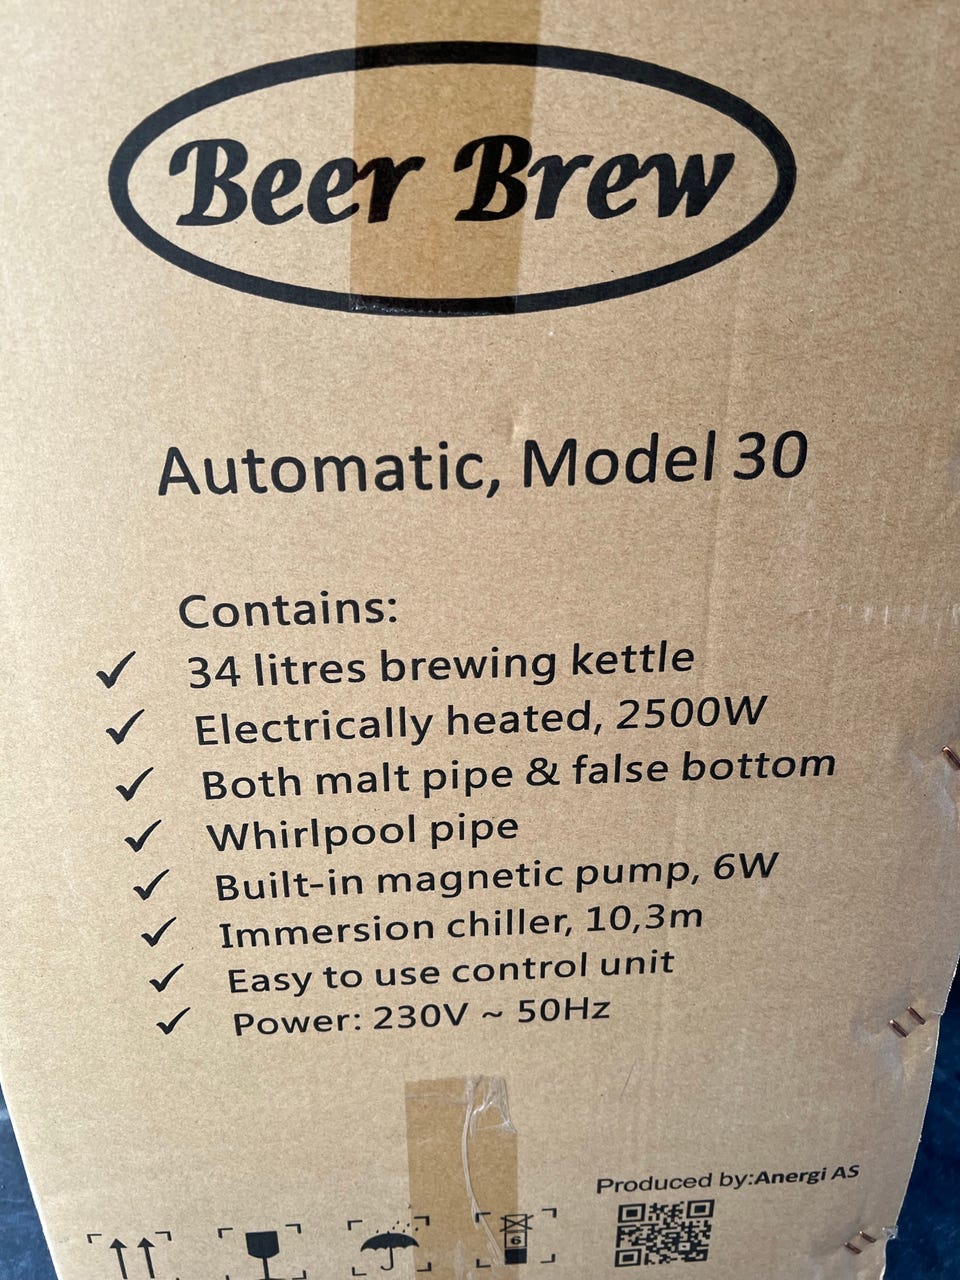 Beer Brew
Automatic, Model 30
Contains:
✓ 34 litres brewing kettle
✓ Electrically heated, 2500W
✓ Both malt pipe & false bottom
✓ Whirlpool pipe
✓ Built-in magnetic pump, 6W
✓ Immersion chiller, 10,3m
✓ Easy to use control unit
✓ Power: 230V ~ 50Hz
Produced by:Anergi AS
6